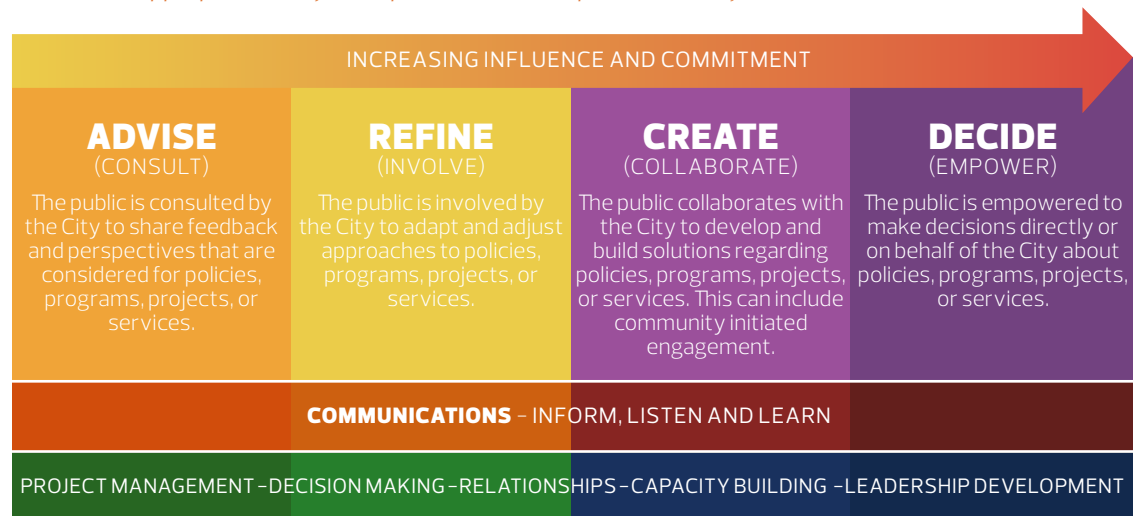 INCREASING INFLUENCE AND COMMITMENT
ADVISE
(CONSULT)
The public is consulted by
the City to share feedback
and perspectives that are
considered for policies,
programs, projects, or
services.
REFINE
(INVOLVE)
The public is involved by
the City to adapt and adjust
approaches to policies,
programs, projects, or
services.
CREATE
(COLLABORATE)
The public collaborates with
the City to develop and
build solutions regarding
policies, programs, projects,
or services. This can include
community initiated
engagement.
DECIDE
(EMPOWER)
The public is empowered to
make decisions directly or
on behalf of the City about
policies, programs, projects,
or services.
COMMUNICATIONS – INFORM, LISTEN AND LEARN
PROJECT MANAGEMENT – DECISION MAKING – RELATIONSHIPS – CAPACITY BUILDING – LEADERSHIP DEVELOPMENT